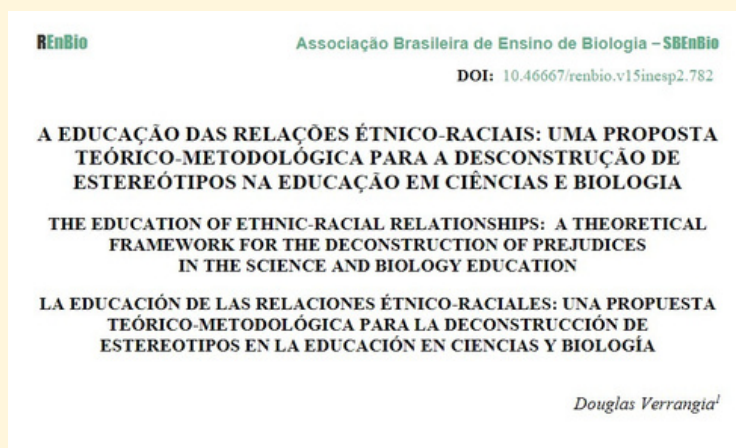 REnBio
Associação Brasileira de Ensino de Biologia – SBEnBio
DOI: 10.46667/renbio.v15inesp2.782
A EDUCAÇÃO DAS RELAÇÕES ÉTNICO-RACIAIS: UMA PROPOSTA
TEÓRICO-METODOLÓGICA PARA A DESCONSTRUÇÃO DE
ESTEREÓTIPOS NA EDUCAÇÃO EM CIÊNCIAS E BIOLOGIA
THE EDUCATION OF ETHNIC-RACIAL RELATIONSHIPS: A THEORETICAL
FRAMEWORK FOR THE DECONSTRUCTION OF PREJUDICES
IN THE SCIENCE AND BIOLOGY EDUCATION
LA EDUCACIÓN DE LAS RELACIONES ÉTNICO-RACIALES: UNA PROPUESTA
TEÓRICO-METODOLÓGICA PARA LA DECONSTRUCCIÓN DE
ESTEREOTIPOS EN LA EDUCACIÓN EN CIENCIAS Y BIOLOGÍA
Douglas Verrangia¹